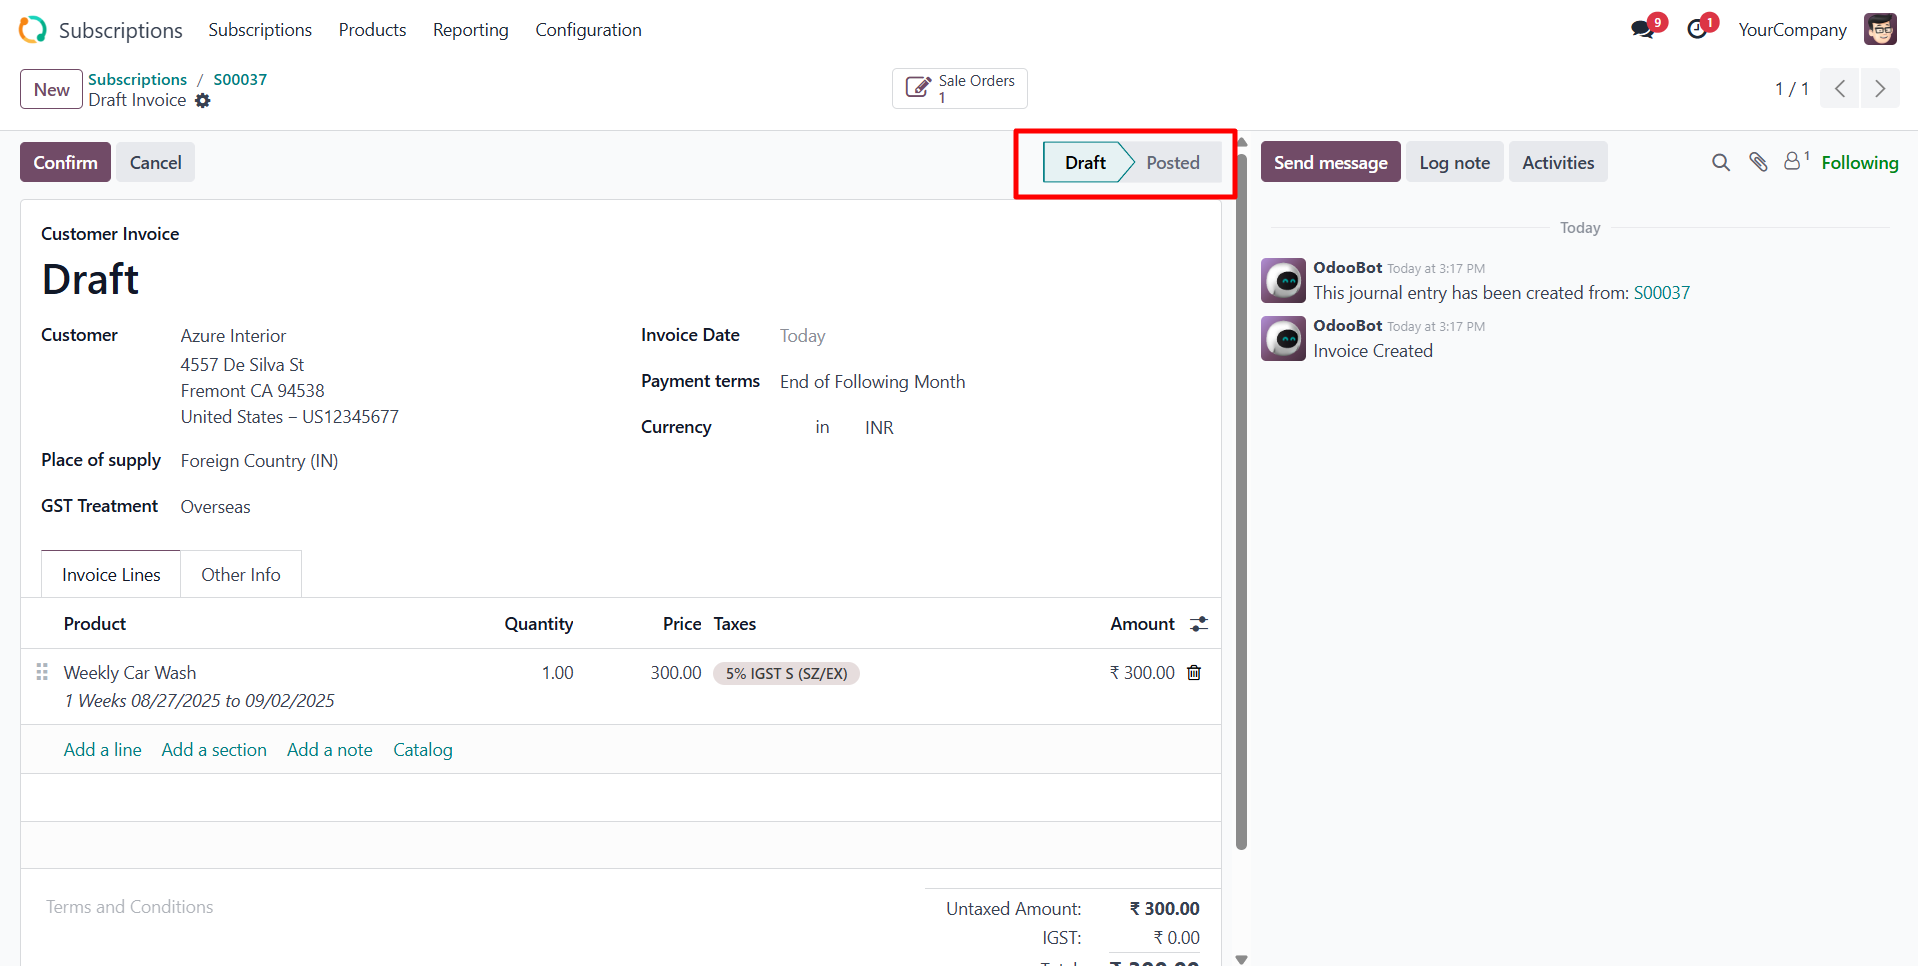 Subscriptions Subscriptions Products Reporting Configuration 9 1 YourCompany
New Subscriptions / S00037
Draft Invoice
Sale Orders
1
1 / 1
Confirm Cancel Draft Posted
Send message Log note Activities 1 Following
Customer Invoice
Draft
Customer Azure Interior
4557 De Silva St
Fremont CA 94538
United States – US12345677
Place of supply Foreign Country (IN)
GST Treatment Overseas
Invoice Date Today
Payment terms End of Following Month
Currency in INR
Invoice Lines Other Info
Product Quantity Price Taxes Amount
Weekly Car Wash 1.00 300.00 5% IGST S (SZ/EX) ₹ 300.00
1 Weeks 08/27/2025 to 09/02/2025
Add a line Add a section Add a note Catalog
Terms and Conditions
Untaxed Amount: ₹ 300.00
IGST: ₹ 0.00
Today
OdooBot Today at 3:17 PM
This journal entry has been created from: S00037
OdooBot Today at 3:17 PM
Invoice Created